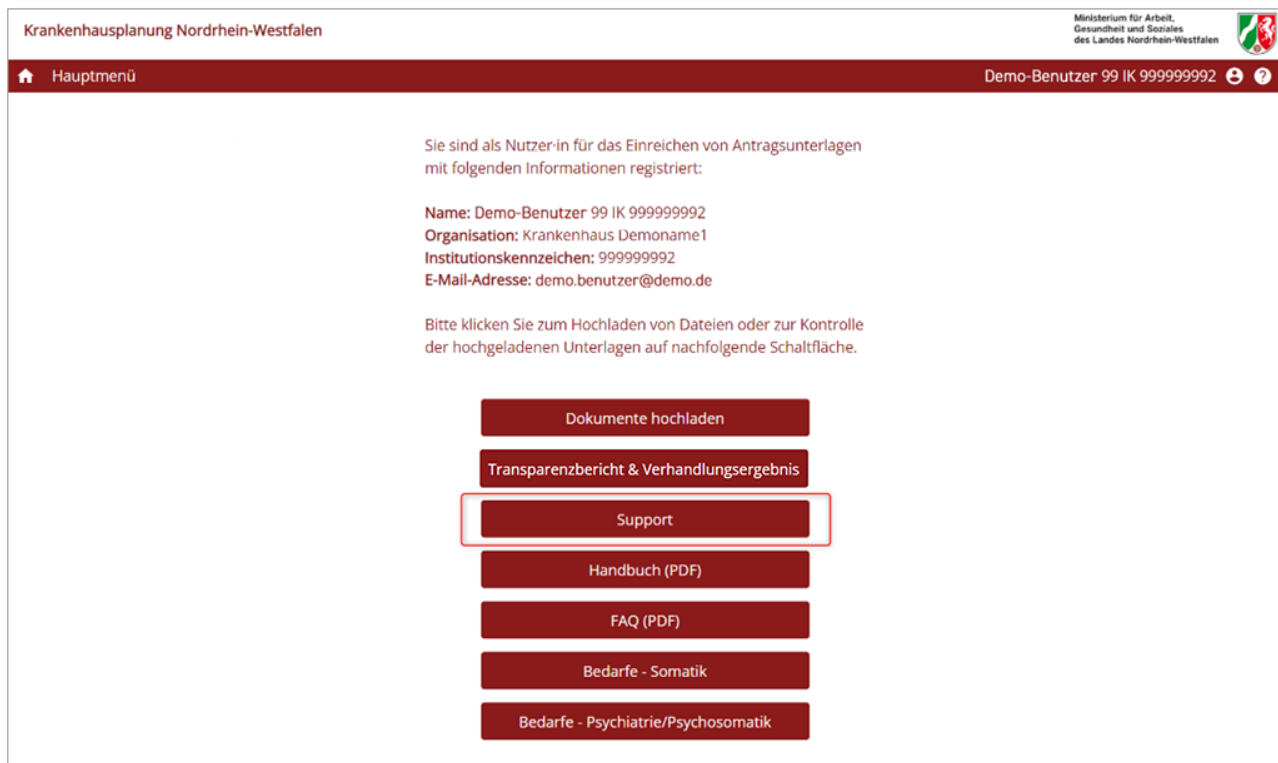 Krankenhausplanung Nordrhein-Westfalen
Ministerium für Arbeit,
Gesundheit und Soziales
des Landes Nordrhein-Westfalen
Hauptmenü
Demo-Benutzer 99 IK 999999992
Sie sind als Nutzer·in für das Einreichen von Antragsunterlagen
mit folgenden Informationen registriert:
Name: Demo-Benutzer 99 IK 999999992
Organisation: Krankenhaus Demoname1
Institutionskennzeichen: 999999992
E-Mail-Adresse: demo.benutzer@demo.de
Bitte klicken Sie zum Hochladen von Dateien oder zur Kontrolle
der hochgeladenen Unterlagen auf nachfolgende Schaltfläche.
Dokumente hochladen
Transparenzbericht & Verhandlungsergebnis
Support
Handbuch (PDF)
FAQ (PDF)
Bedarfe - Somatik
Bedarfe - Psychiatrie/Psychosomatik